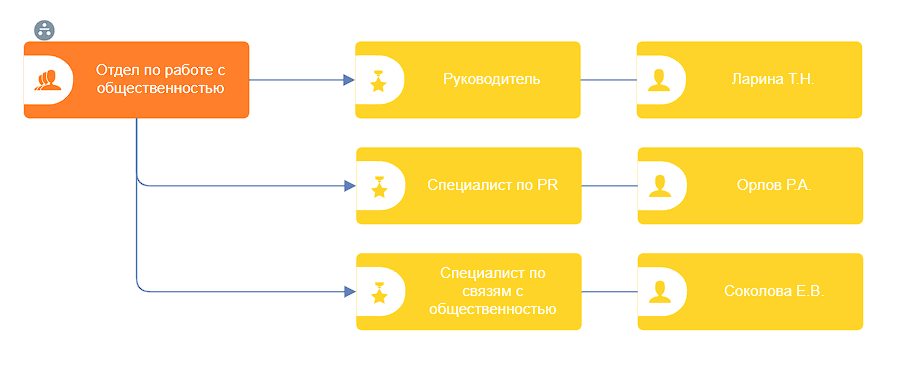 Отдел по работе с
общественностью
Руководитель
Ларина Т.Н.
Специалист по PR
Орлов Р.А.
Специалист по
связям с
общественностью
Соколова Е.В.